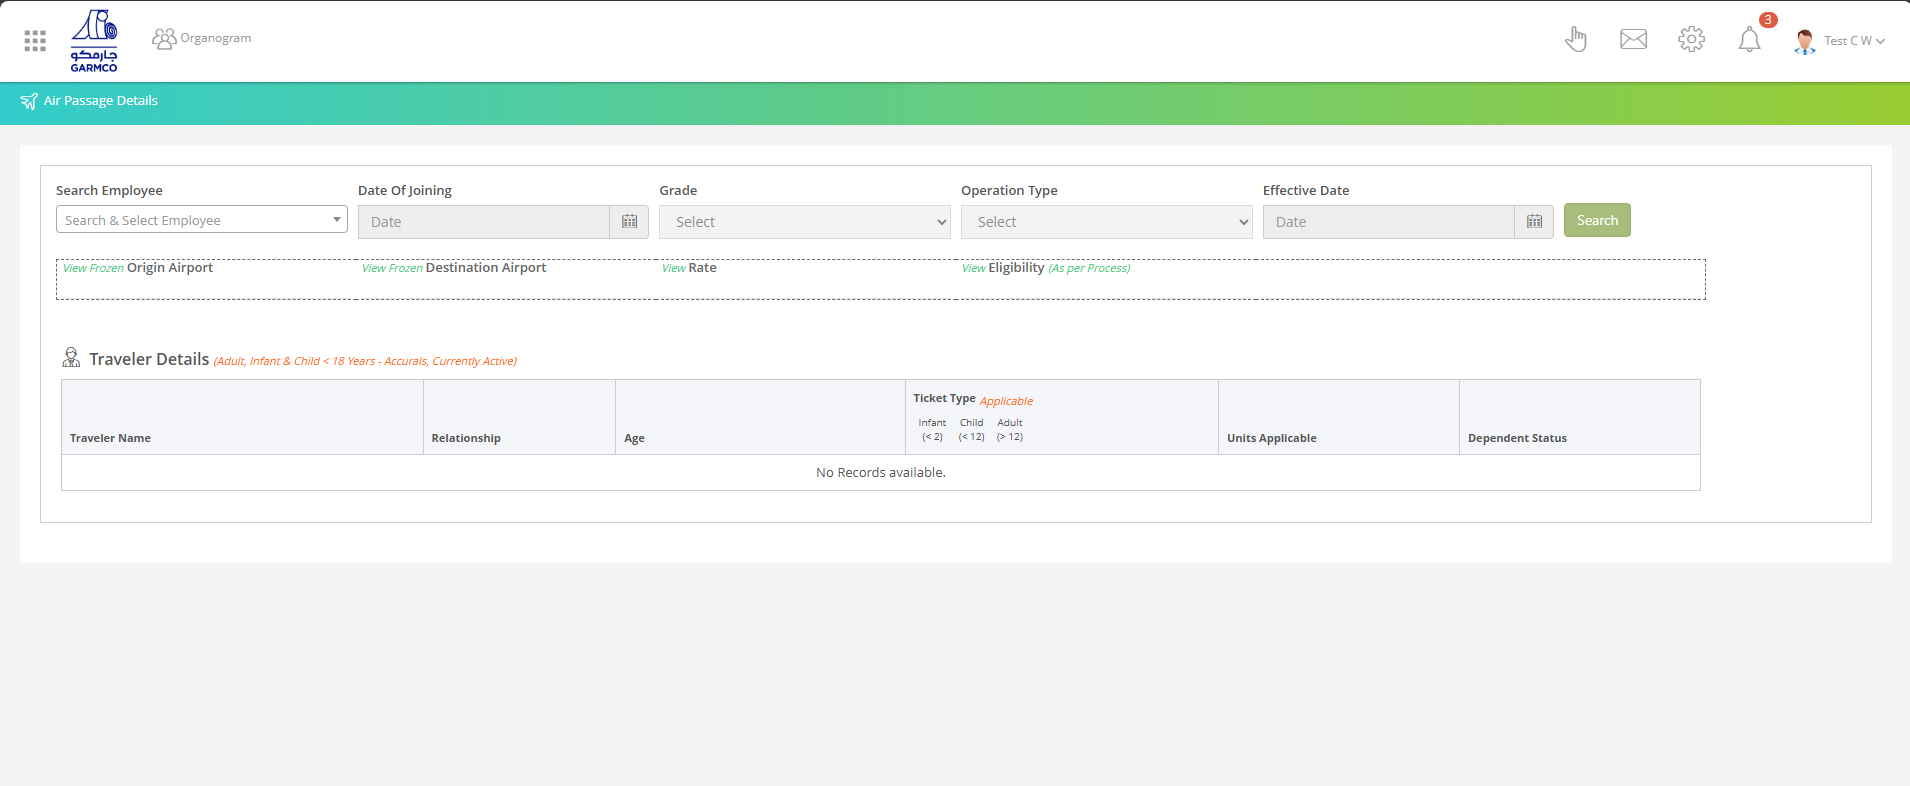 جارمكو
GARMCO
Organogram
3
Test C W
Air Passage Details
Search Employee
Date Of Joining
Grade
Operation Type
Effective Date
Search & Select Employee
Date
Select
Select
Date
Search
View Frozen Origin Airport
View Frozen Destination Airport
View Rate
View Eligibility (As per Process)
Traveler Details (Adult, Infant & Child < 18 Years - Accurals, Currently Active)
Traveler Name
Relationship
Age
Ticket Type Applicable
Infant Child Adult
(< 2) (< 12) (> 12)
Units Applicable
Dependent Status
No Records available.